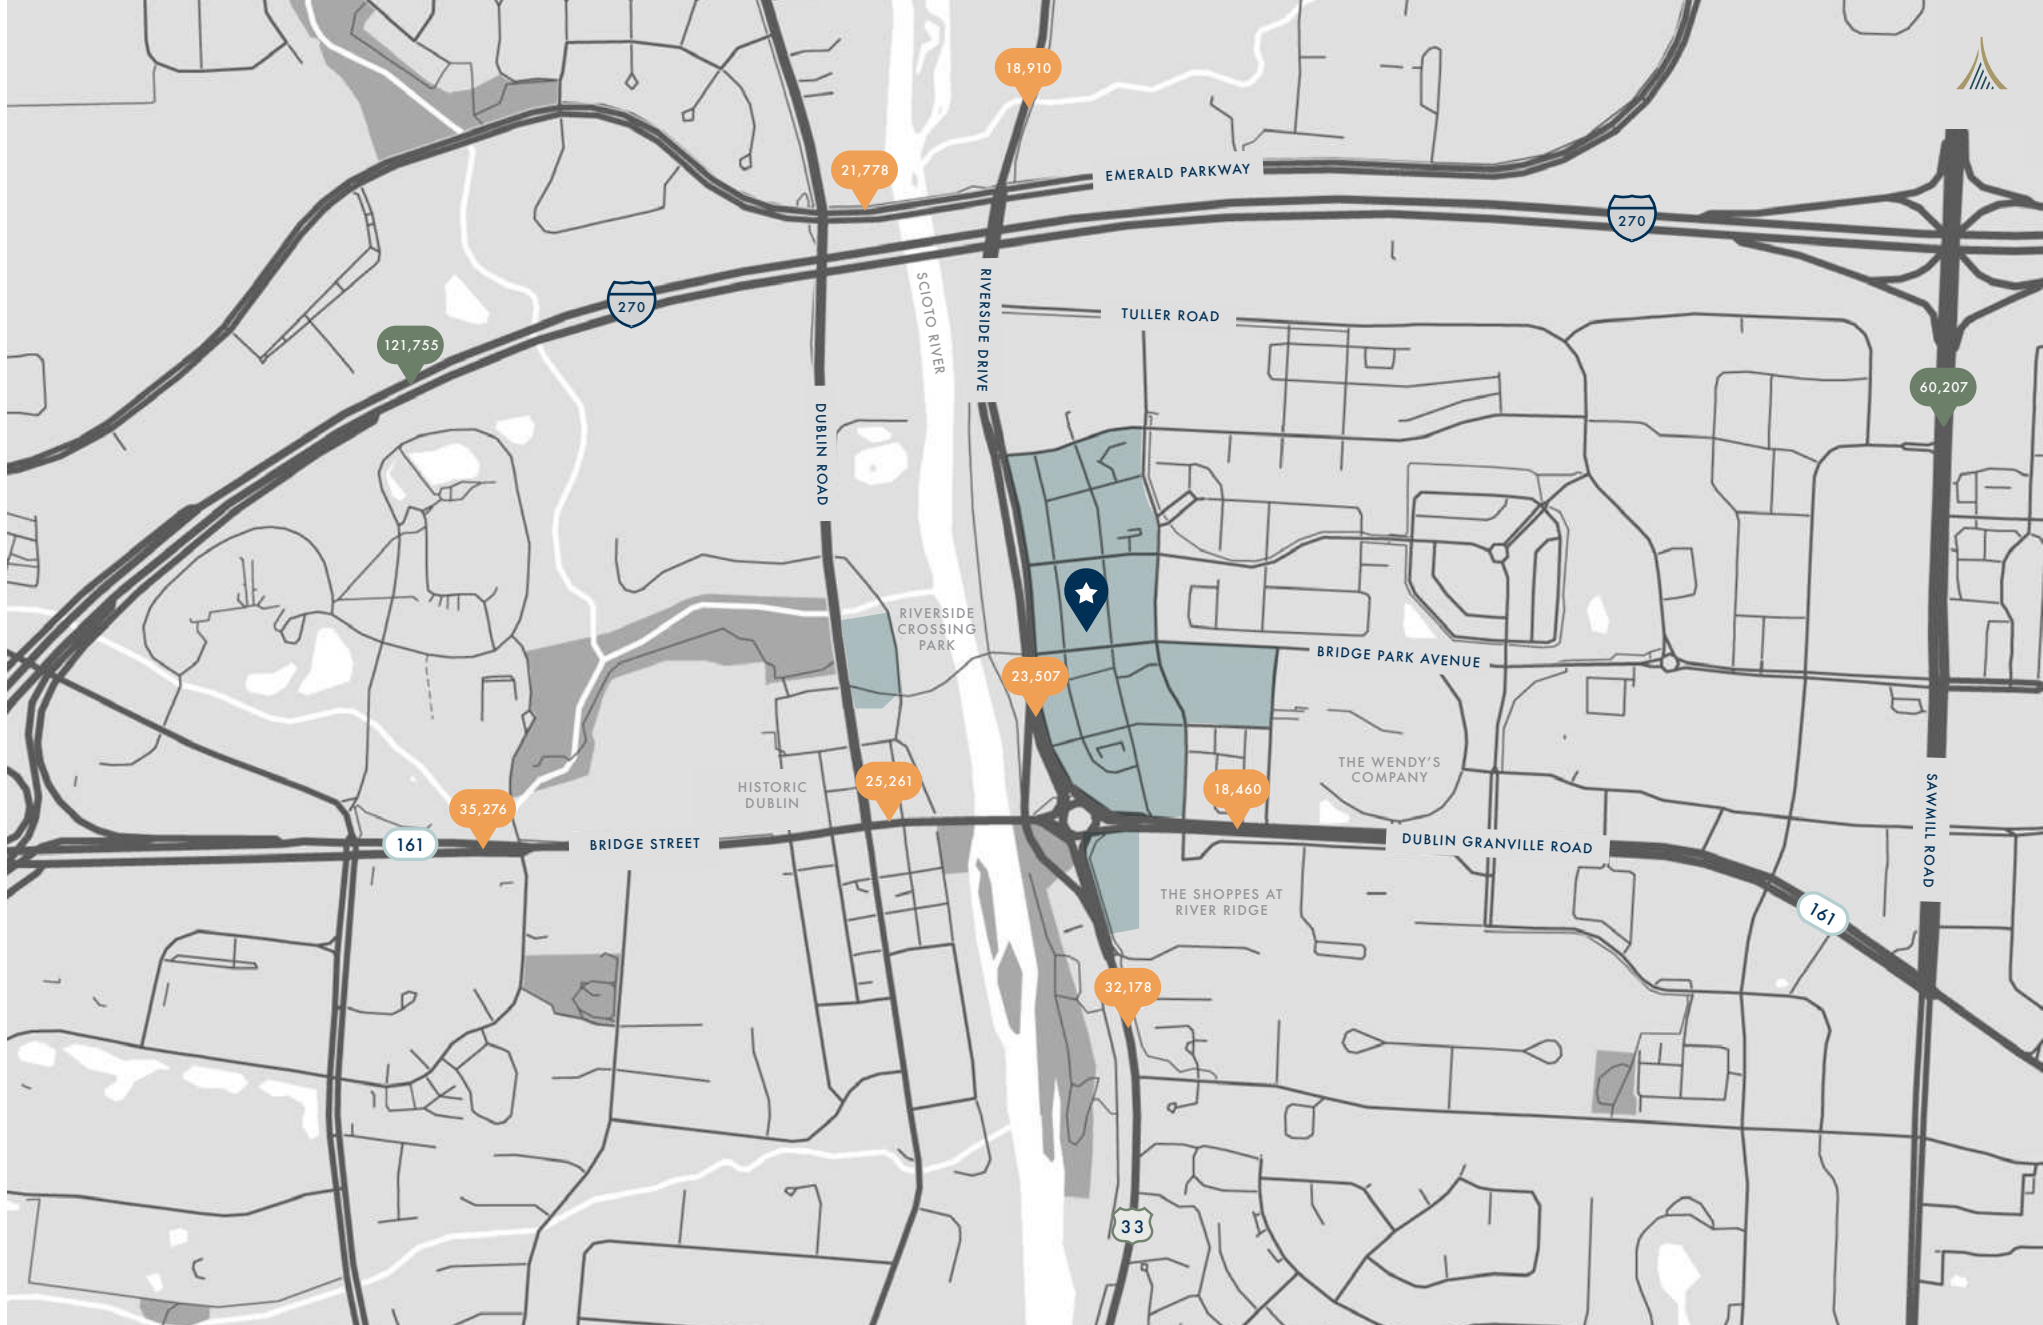 18,910
21,778
EMERALD PARKWAY
270
270
SCIOTO RIVER
RIVERSIDE DRIVE
TULLER ROAD
121,755
60,207
DUBLIN ROAD
RIVERSIDE
CROSSING
PARK
BRIDGE PARK AVENUE
23,507
HISTORIC
DUBLIN
25,261
18,460
THE WENDY'S
COMPANY
35,276
161
BRIDGE STREET
DUBLIN GRANVILLE ROAD
SAWMILL ROAD
THE SHOPPES AT
RIVER RIDGE
161
32,178
33